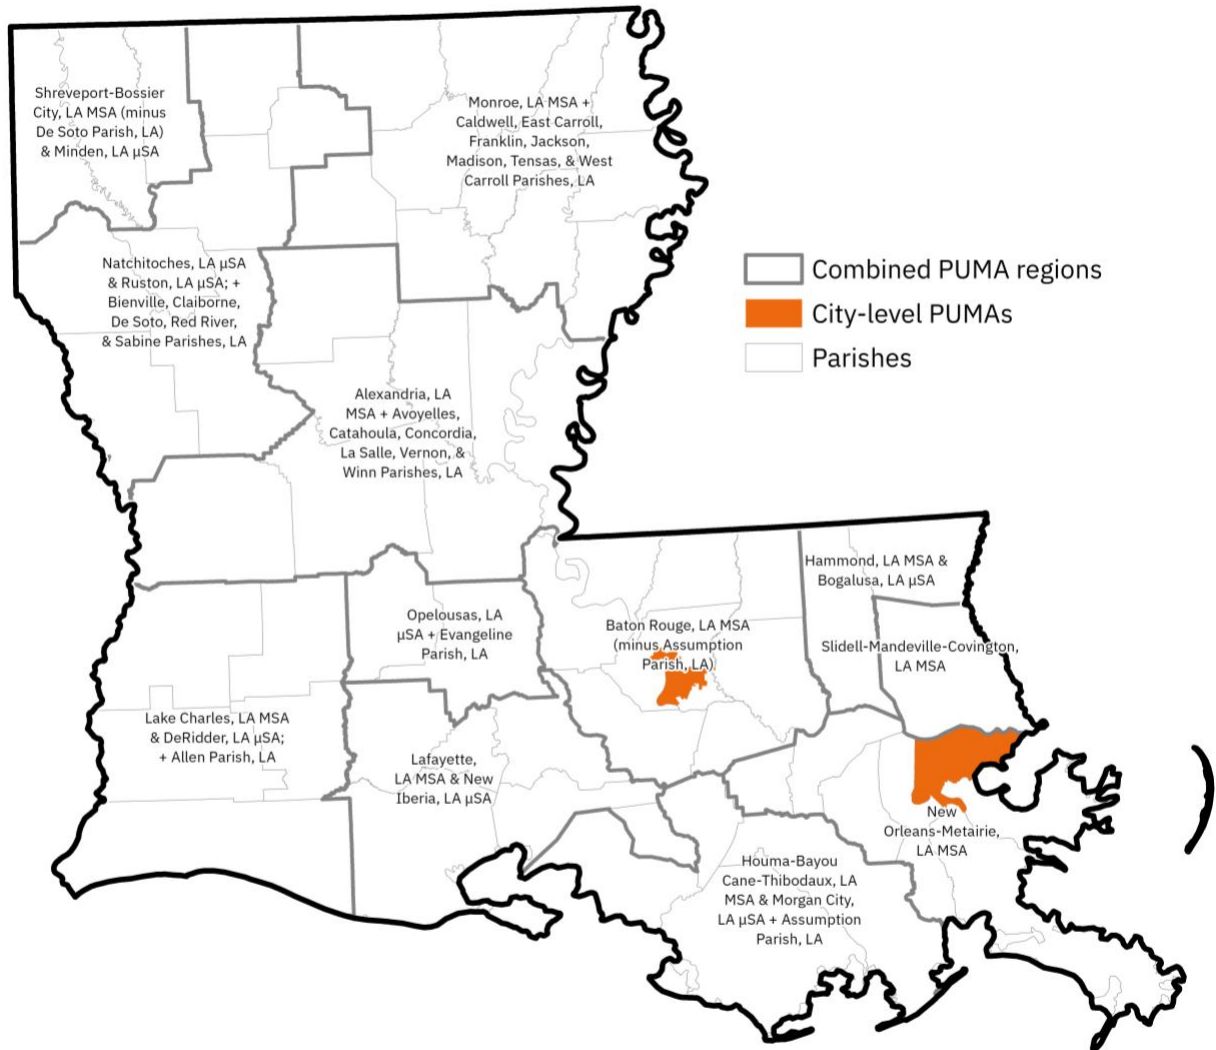 Shreveport-Bossier
City, LA MSA (minus
De Soto Parish, LA)
& Minden, LA µSA
Monroe, LA MSA +
Caldwell, East Carroll,
Franklin, Jackson,
Madison, Tensas, & West
Carroll Parishes, LA
Natchitoches, LA µSA
& Ruston, LA µSA; +
Bienville, Claiborne,
De Soto, Red River,
& Sabine Parishes, LA
Combined PUMA regions
City-level PUMAs
Parishes
Alexandria, LA
MSA + Avoyelles,
Catahoula, Concordia,
La Salle, Vernon, &
Winn Parishes, LA
Hammond, LA MSA &
Bogalusa, LA µSA
Opelousas, LA
µSA + Evangeline
Parish, LA
Baton Rouge, LA MSA
(minus Assumption
Parish, LA)
Slidell-Mandeville-Covington,
LA MSA
Lake Charles, LA MSA
& DeRidder, LA µSA;
+ Allen Parish, LA
Lafayette,
LA MSA & New
Iberia, LA µSA
New
Orleans-Metairie,
LA MSA
Houma-Bayou
Cane-Thibodaux, LA
MSA & Morgan City,
LA µSA + Assumption
Parish, LA